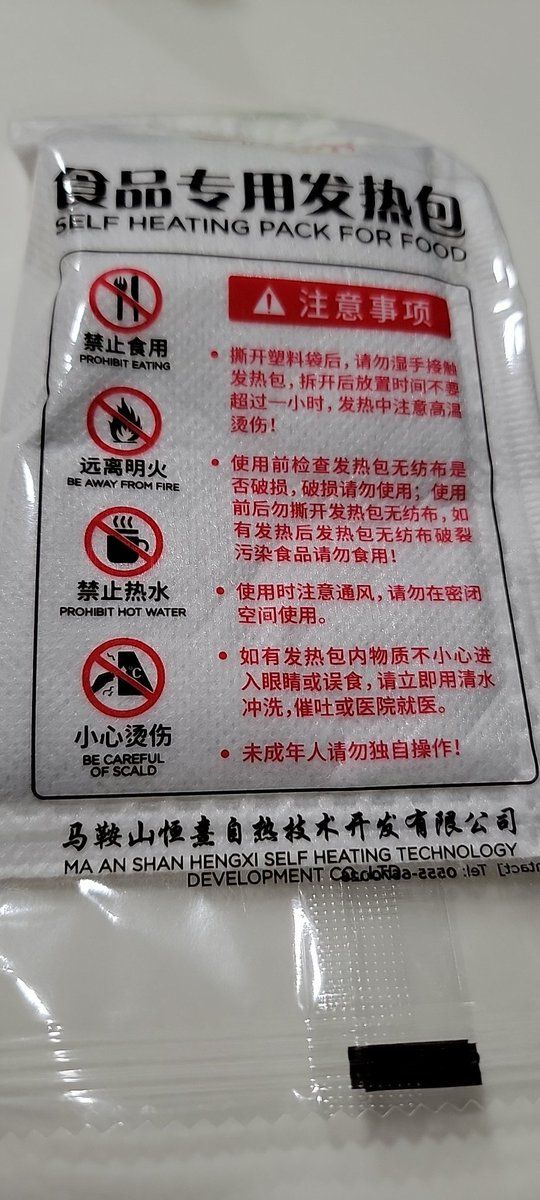 食品专用发热包
SELF HEATING PACK FOR FOOD
禁止食用
PROHIBIT EATING
远离明火
BE AWAY FROM FIRE
禁止热水
PROHIBIT HOT WATER
°C
小心烫伤
BE CAREFUL
OF SCALD
注意事项
• 撕开塑料袋后，请勿湿手接触
发热包，拆开后放置时间不要
超过一小时，发热中注意高温
烫伤！
• 使用前检查发热包无纺布是
否破损，破损请勿使用；使用
前后勿撕开发热包无纺布，如
有发热后发热包无纺布破裂
污染食品请勿食用！
• 使用时注意通风，请勿在密闭
空间使用。
• 如有发热包内物质不小心进
入眼睛或误食，请立即用清水
冲洗，催吐或医院就医。
• 未成年人请勿独自操作！
马鞍山恒熹自热技术开发有限公司
MA AN SHAN HENGXI SELF HEATING TECHNOLOGY
DEVELOPMENT
Tel: 0555-